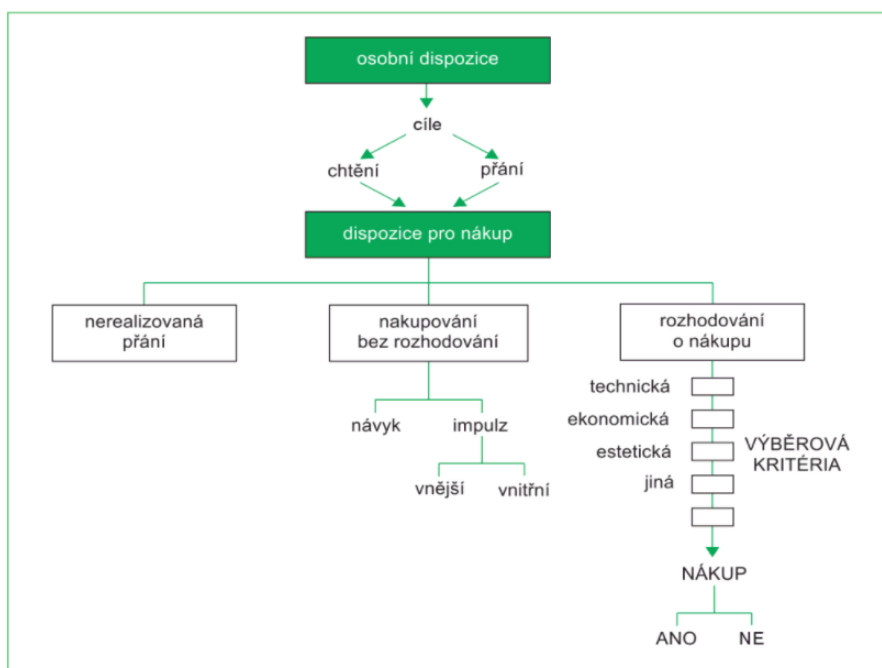 osobní dispozice
cíle
chtění
přání
dispozice pro nákup
nerealizovaná
přání
nakupování
bez rozhodování
rozhodování
o nákupu
návyk
impulz
vnější
vnitřní
technická
ekonomická
estetická
jiná
VÝBĚROVÁ
KRITÉRIA
NÁKUP
ANO
NE